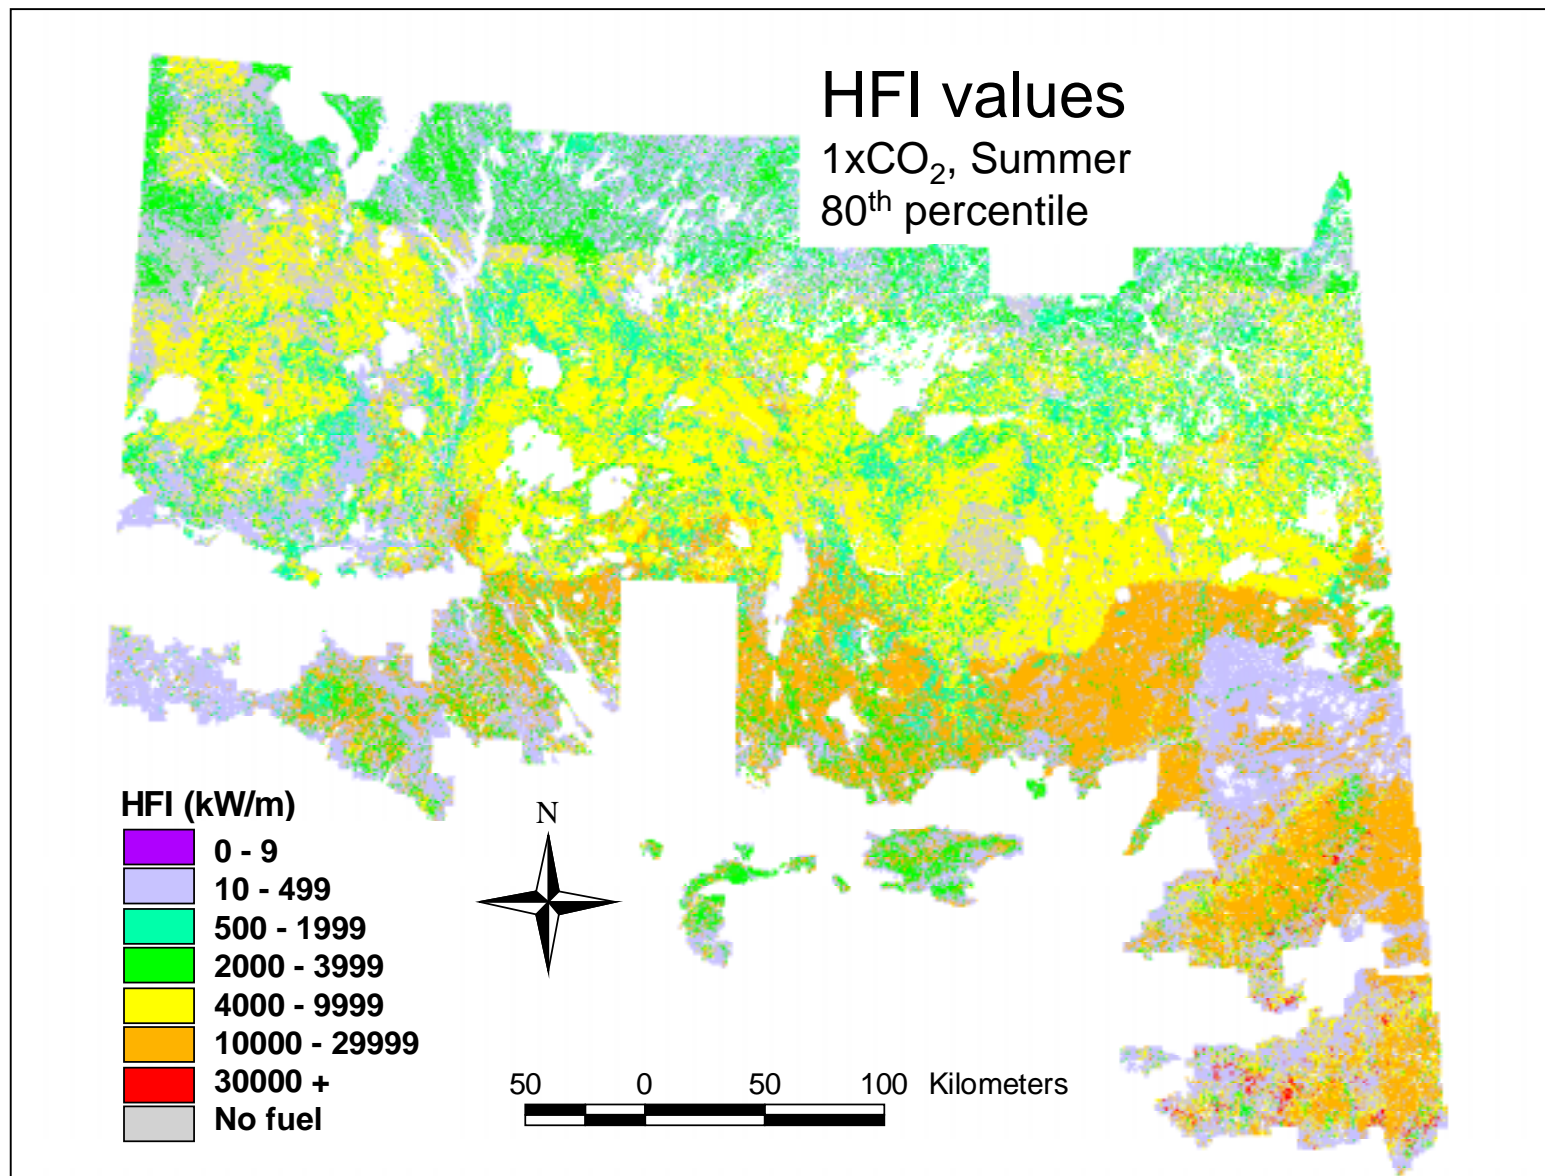 HFI values
1xCO₂, Summer
80ᵗʰ percentile
HFI (kW/m)
0 - 9
10 - 499
500 - 1999
2000 - 3999
4000 - 9999
10000 - 29999
30000 +
No fuel
N
50 0 50 100 Kilometers